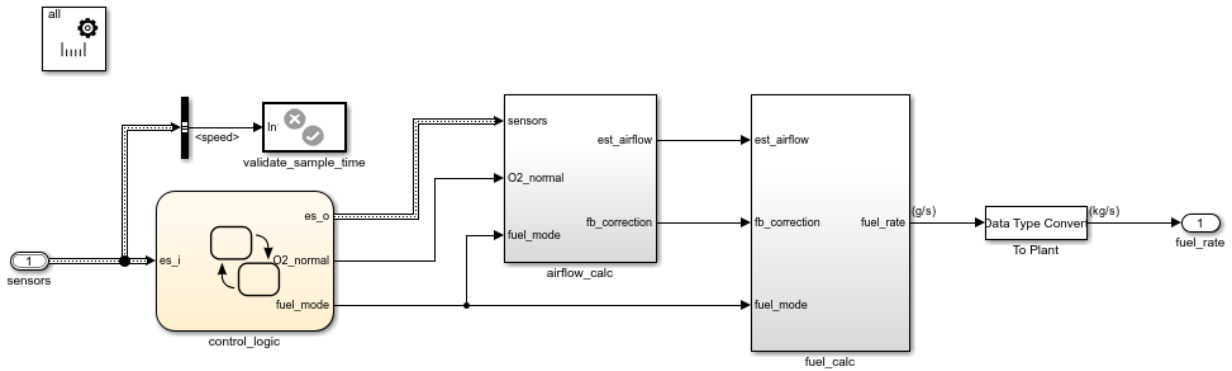 all
<speed>
In
validate_sample_time
1
sensors
es_i
es_o
O2_normal
fuel_mode
control_logic
sensors
O2_normal
fuel_mode
est_airflow
fb_correction
airflow_calc
est_airflow
fb_correction
fuel_mode
fuel_rate
fuel_calc
(g/s)
Data Type Convert
To Plant
(kg/s)
1
fuel_rate